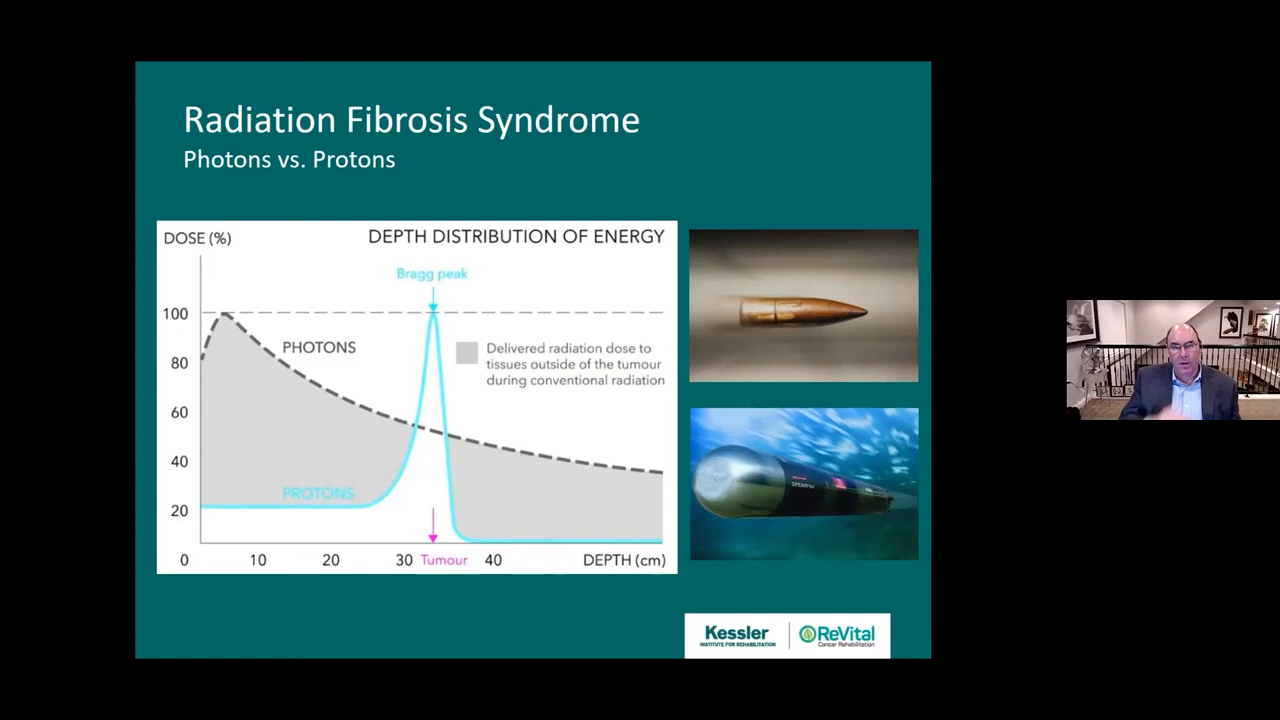 Radiation Fibrosis Syndrome
Photons vs. Protons
DOSE (%)
DEPTH DISTRIBUTION OF ENERGY
Bragg peak
100
80
60
40
20
PHOTONS
Delivered radiation dose to
tissues outside of the tumour
during conventional radiation
PROTONS
0 10 20 30 Tumour 40 DEPTH (cm)
SPEARFISH
Kessler
INSTITUTE FOR REHABILITATION
ReVital
Cancer Rehabilitation